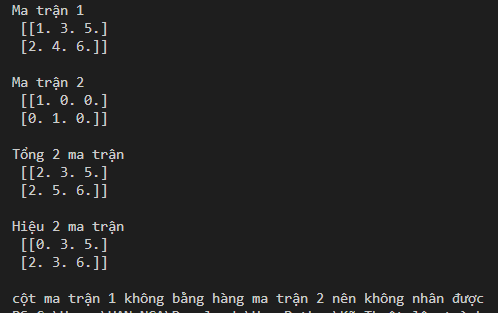 Ma trận 1
[[1. 3. 5.]
[2. 4. 6.]]
Ma trận 2
[[1. 0. 0.]
[0. 1. 0.]]
Tổng 2 ma trận
[[2. 3. 5.]
[2. 5. 6.]]
Hiệu 2 ma trận
[[0. 3. 5.]
[2. 3. 6.]]
cột ma trận 1 không bằng hàng ma trận 2 nên không nhân được